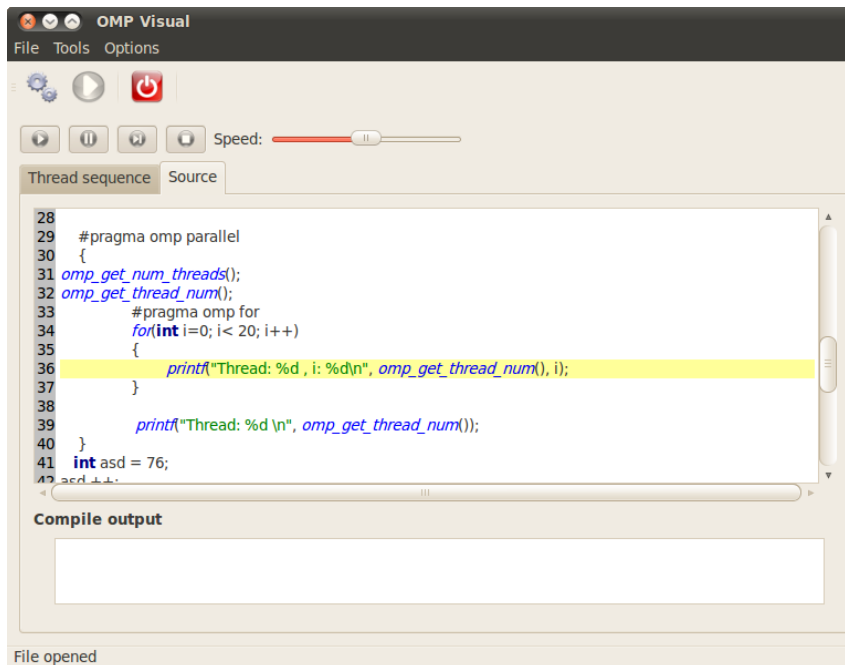 OMP Visual
File Tools Options
Speed:
Thread sequence Source
28
29 #pragma omp parallel
30 {
31 omp_get_num_threads();
32 omp_get_thread_num();
33 #pragma omp for
34 for(int i=0; i< 20; i++)
35 {
36 printf("Thread: %d , i: %d\n", omp_get_thread_num(), i);
37 }
38
39 printf("Thread: %d \n", omp_get_thread_num());
40 }
41 int asd = 76;
42 asd ++;
Compile output
File opened